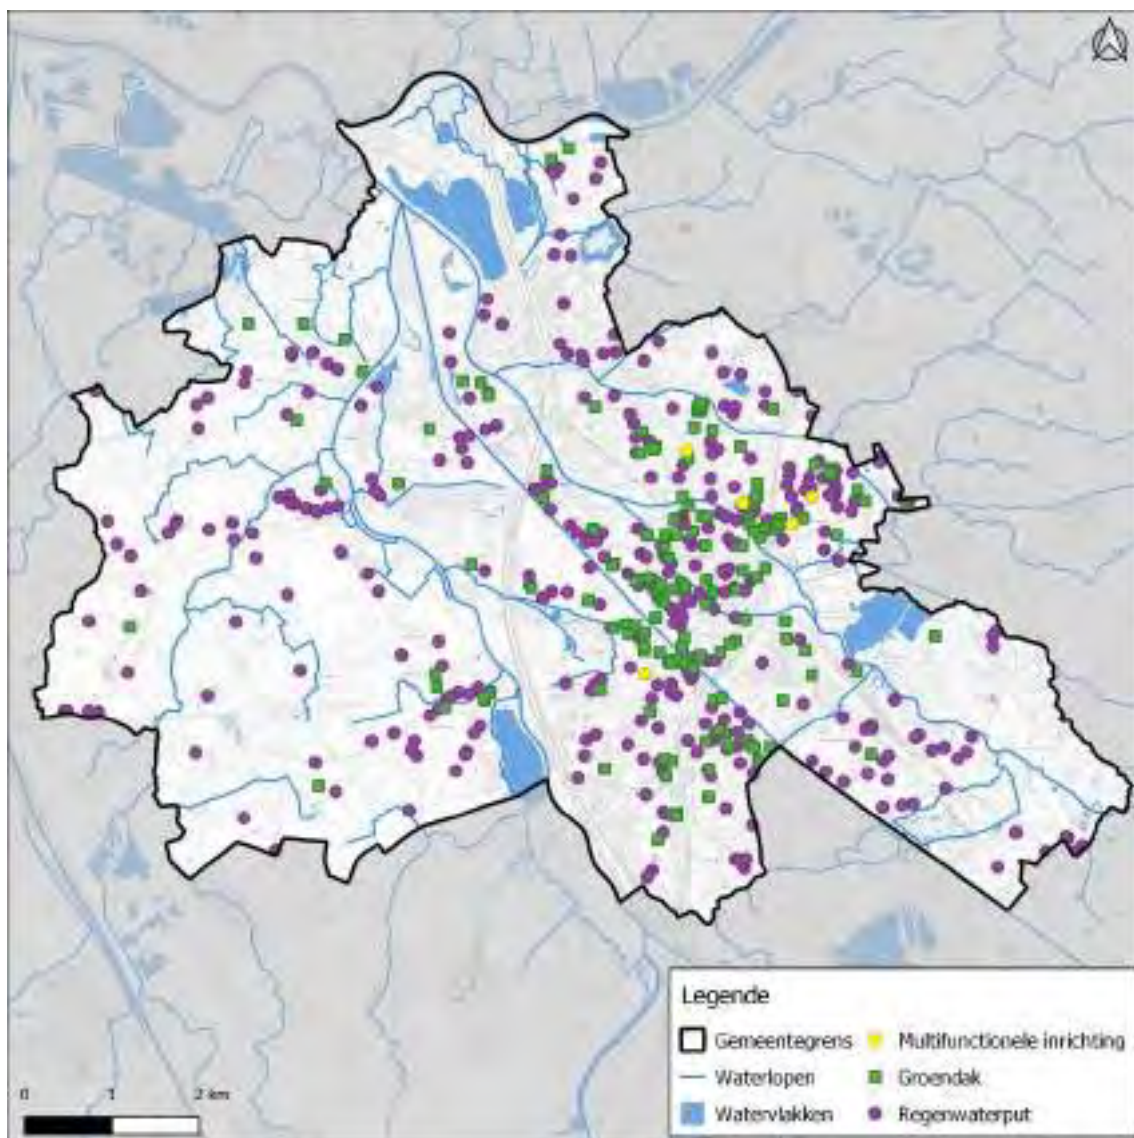 Legende
Gemeentegrens
Multifunctionele inrichting
Waterlopen
Groendak
Watervlakken
Regenwaterput
0 1 2 km